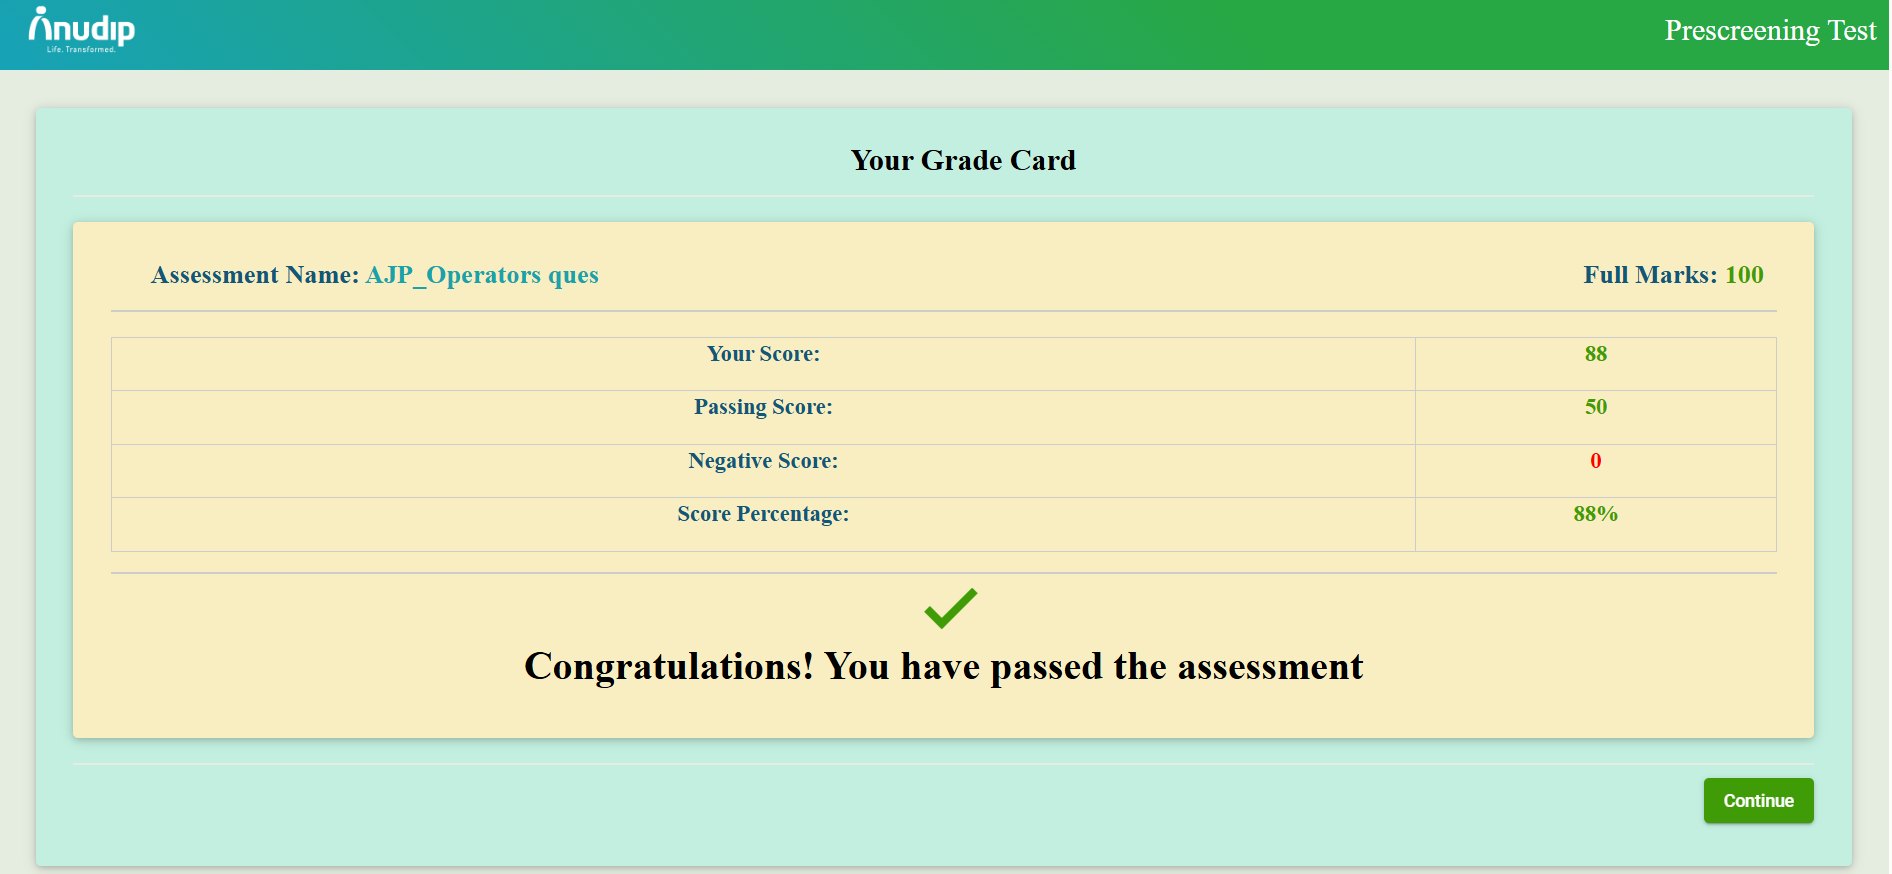 Anudip
Life. Transformed.
Prescreening Test
Your Grade Card
Assessment Name: AJP_Operators ques
Full Marks: 100
Your Score: 88
Passing Score: 50
Negative Score: 0
Score Percentage: 88%
Congratulations! You have passed the assessment
Continue